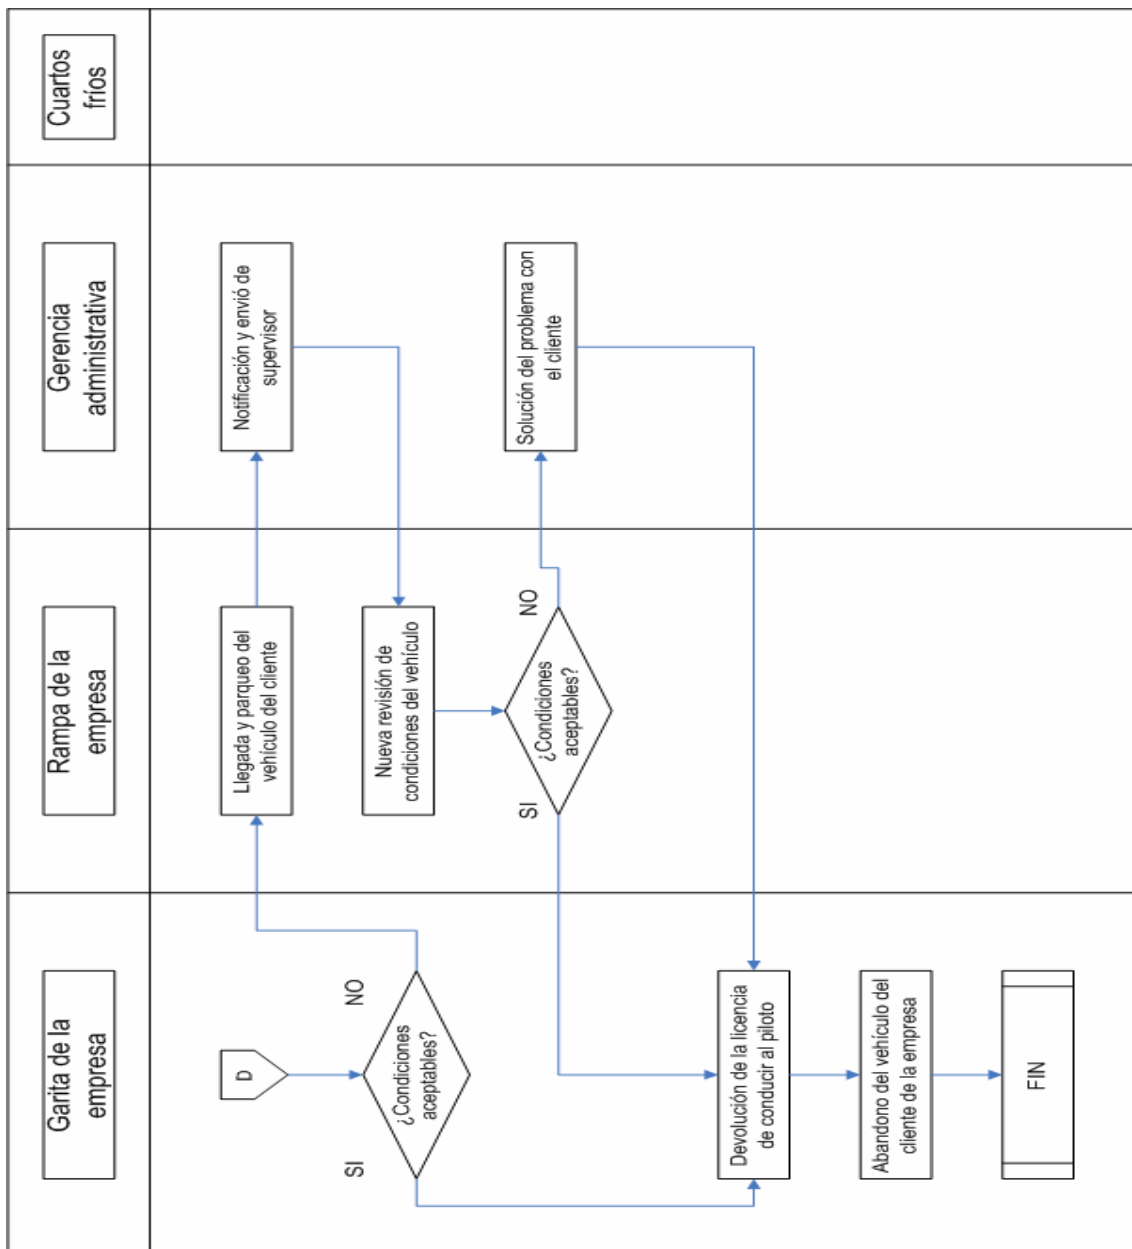 Garita de la
empresa
Rampa de la
empresa
Gerencia
administrativa
Cuartos
fríos
D
¿Condiciones
aceptables?
SI
NO
Llegada y parqueo del
vehículo del cliente
Notificación y envió de
supervisor
Nueva revisión de
condiciones del vehículo
¿Condiciones
aceptables?
SI
NO
Solución del problema con
el cliente
Devolución de la licencia
de conducir al piloto
Abandono del vehículo del
cliente de la empresa
FIN